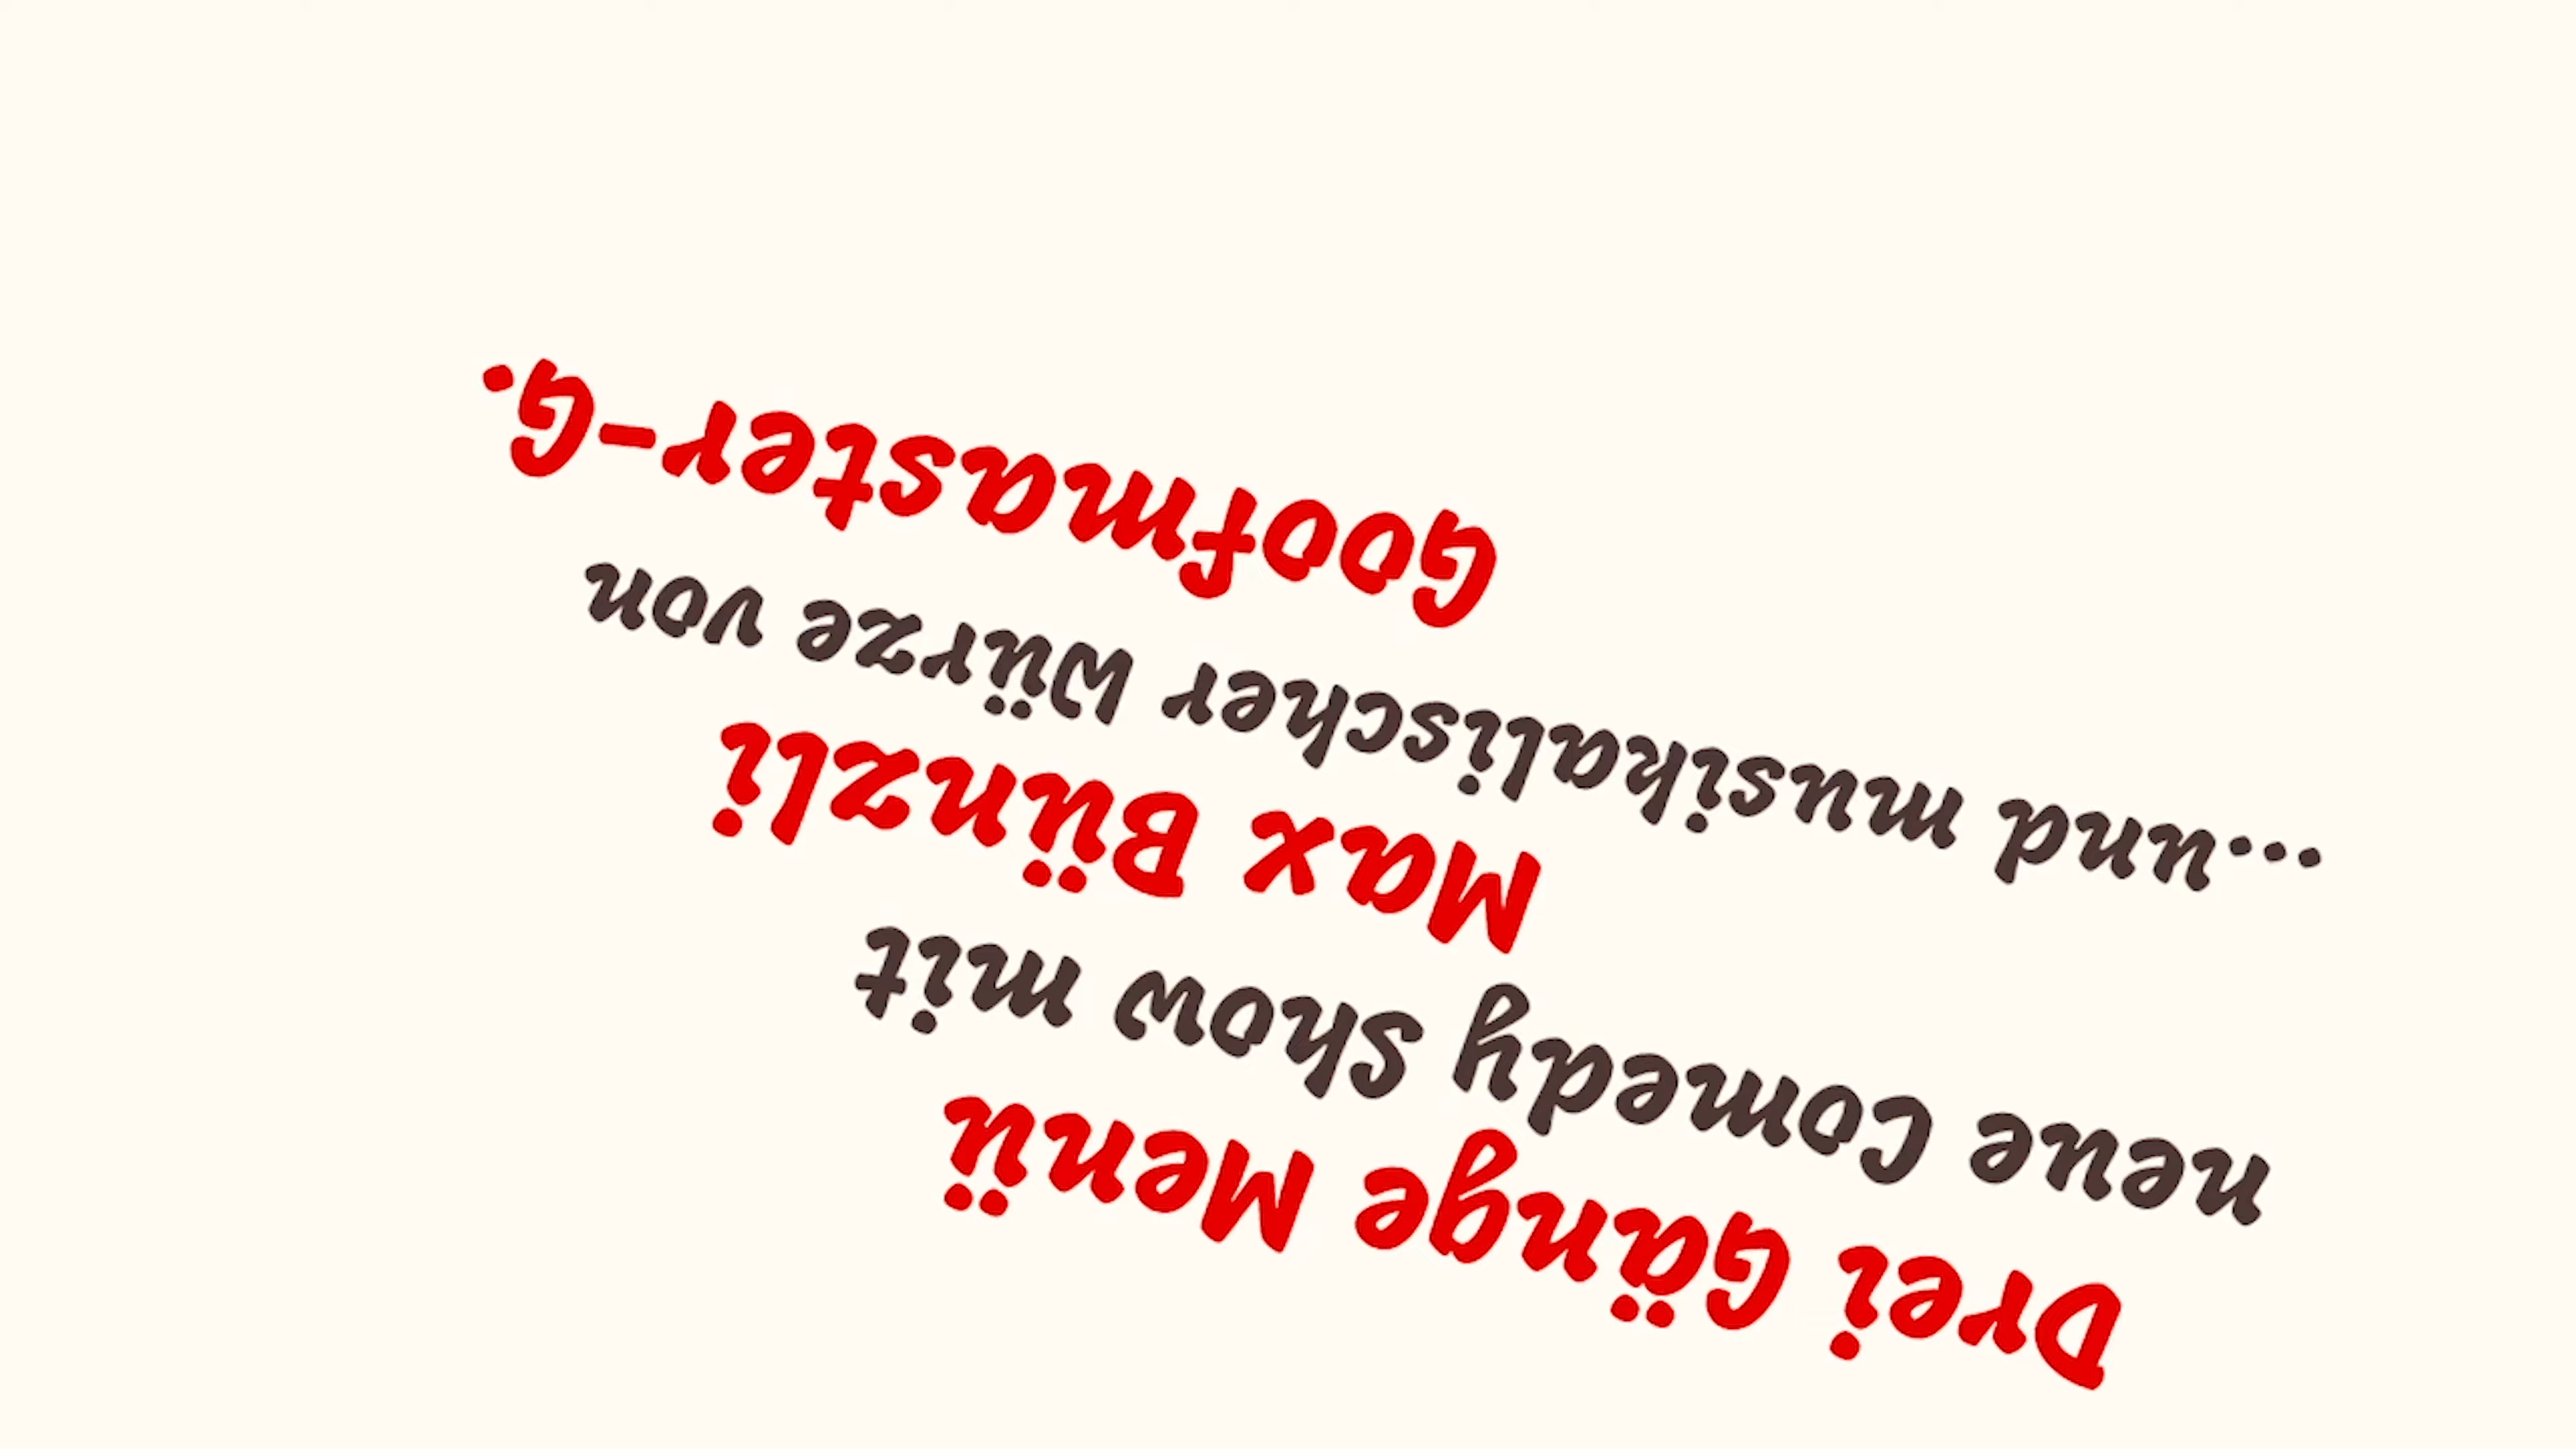 Drei Gänge Menü
neue Comedy Show mit
Max Bünzli
...und musikalischer Würze von
Goofmaster-G.